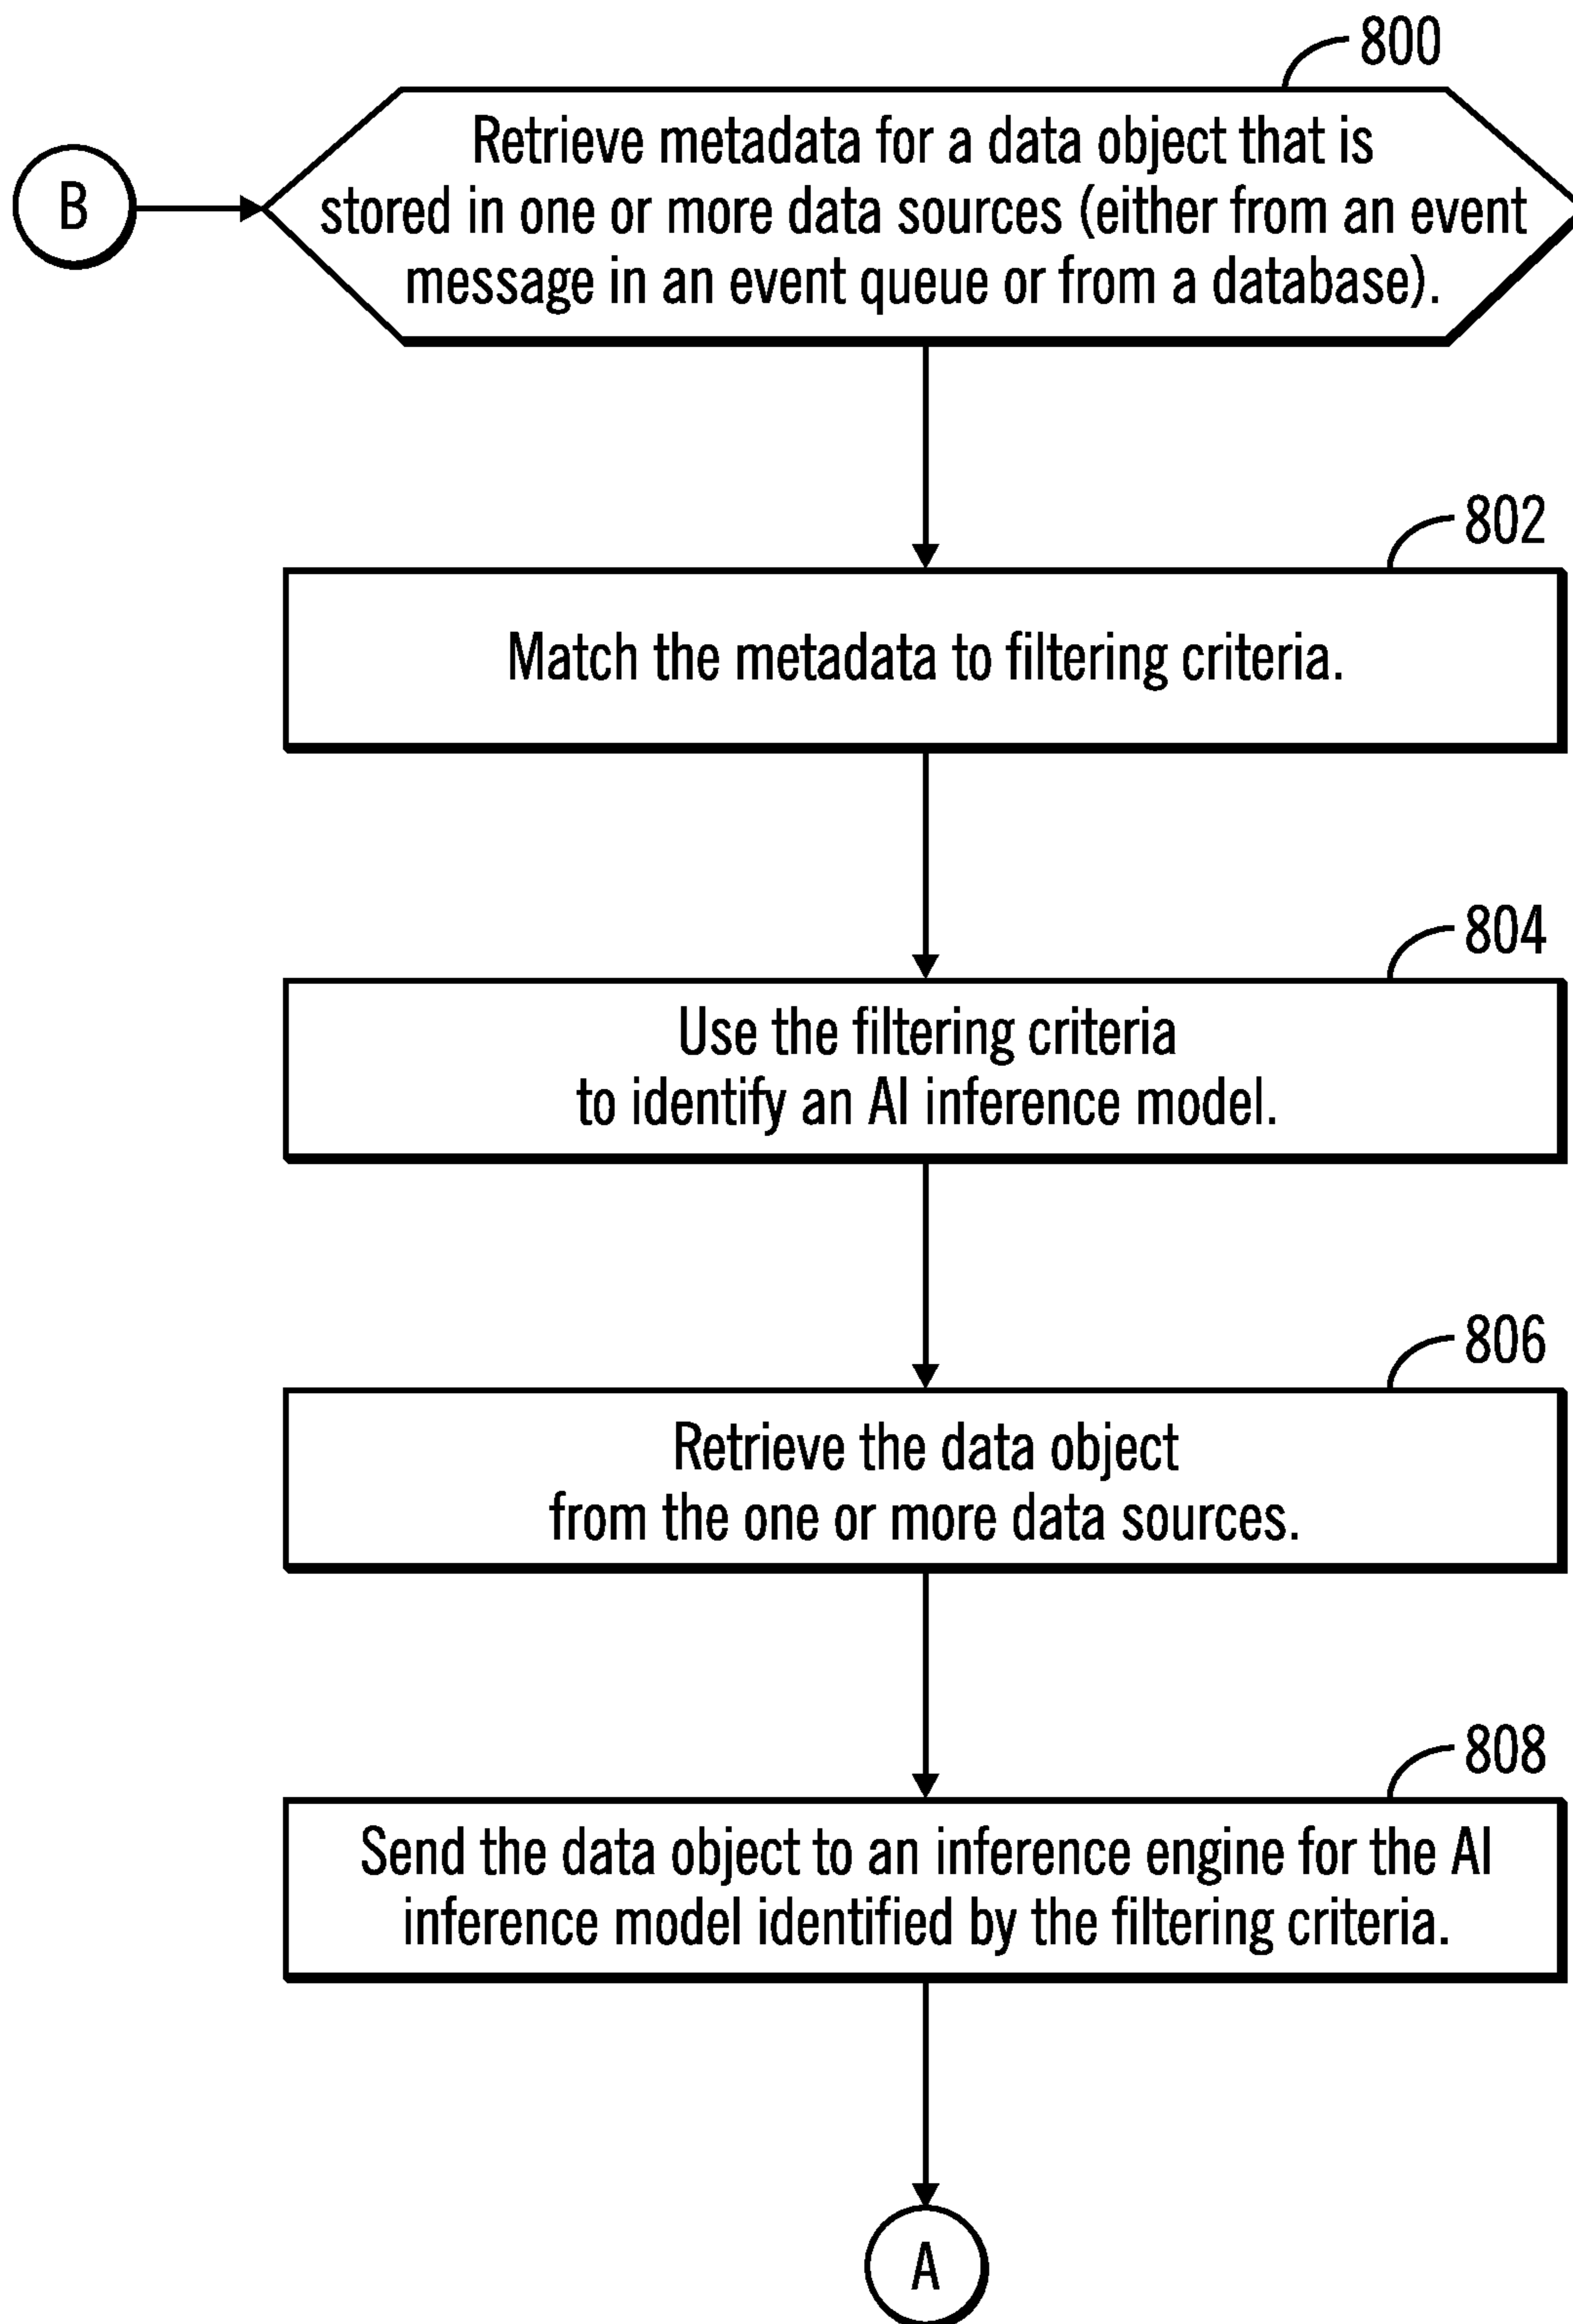 800
B
Retrieve metadata for a data object that is
stored in one or more data sources (either from an event
message in an event queue or from a database).
802
Match the metadata to filtering criteria.
804
Use the filtering criteria
to identify an AI inference model.
806
Retrieve the data object
from the one or more data sources.
808
Send the data object to an inference engine for the AI
inference model identified by the filtering criteria.
A